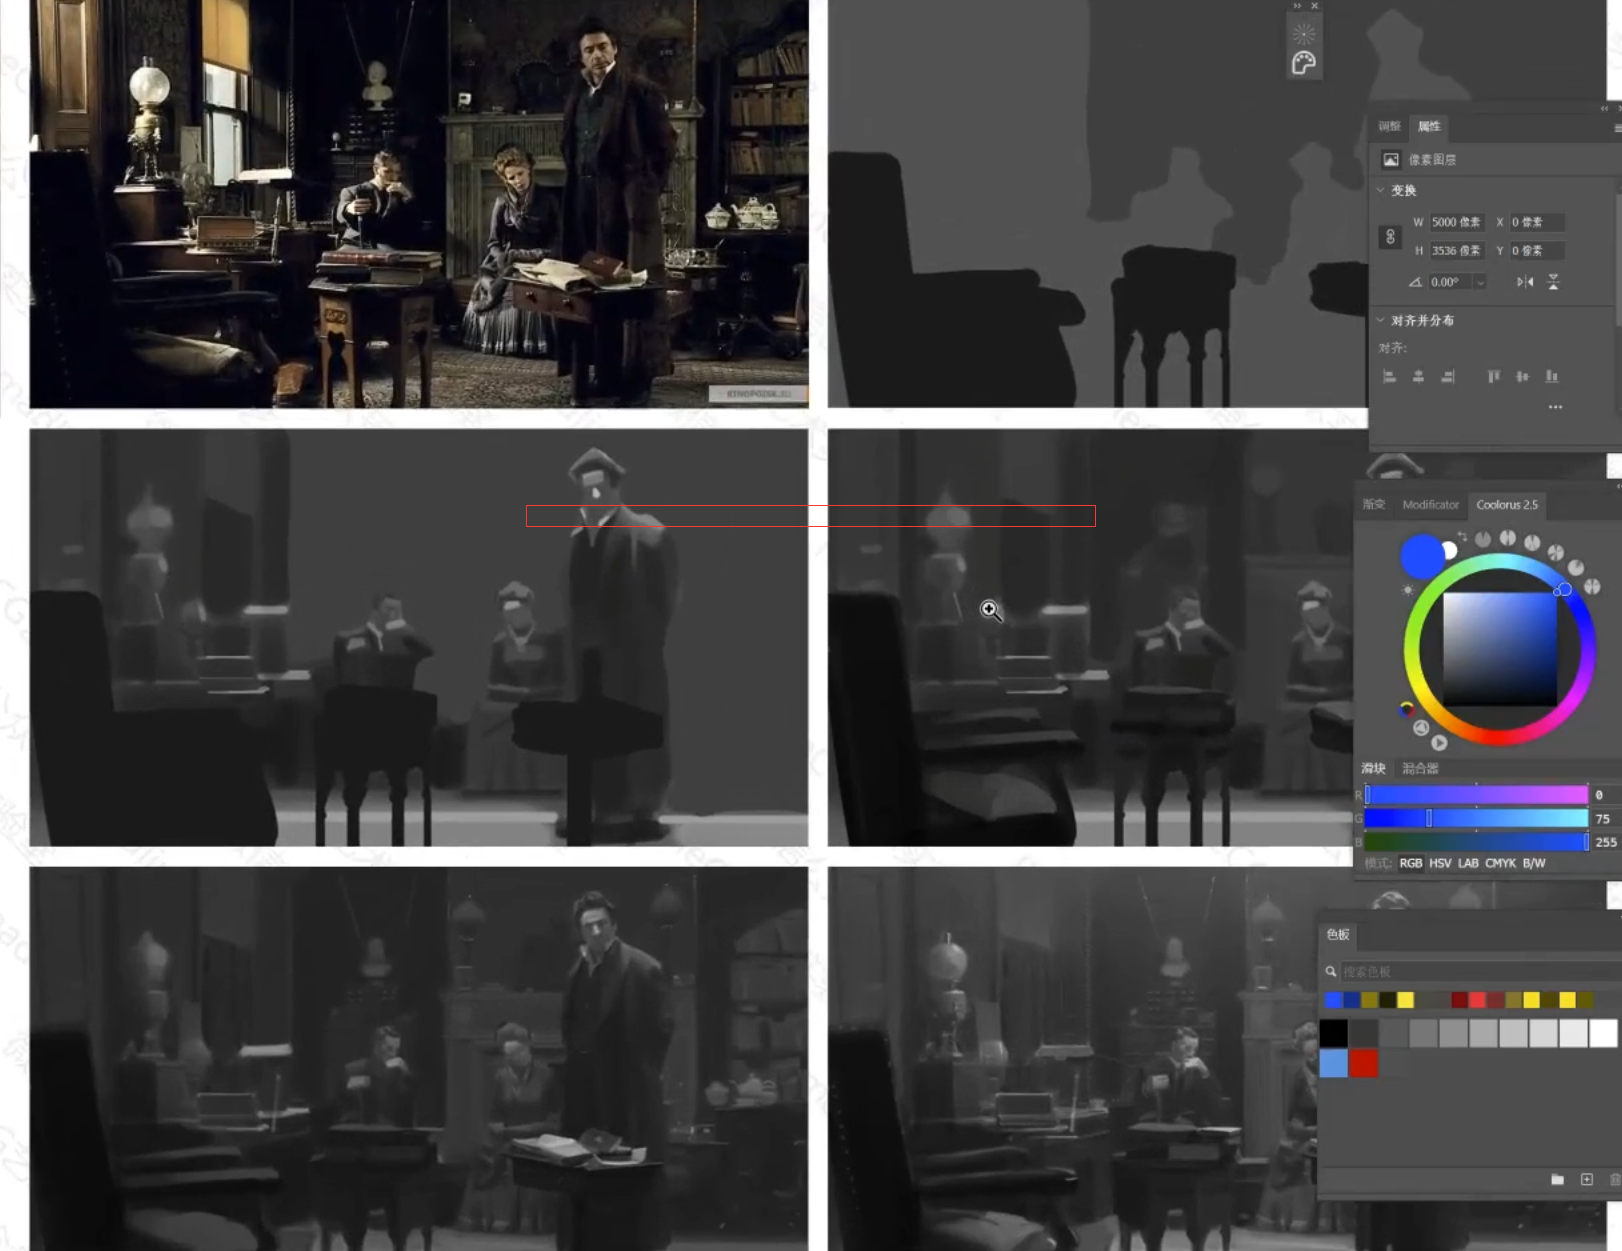 调整 属性
像素图层
变换
W 5000 像素 X 0 像素
H 3536 像素 Y 0 像素
0.00°
对齐并分布
对齐:
KINOPOISK.RU
渐变 Modificator Coolorus 2.5
滑块 混合器
R 0
G 75
B 255
模式: RGB HSV LAB CMYK B/W
色板
搜索色板